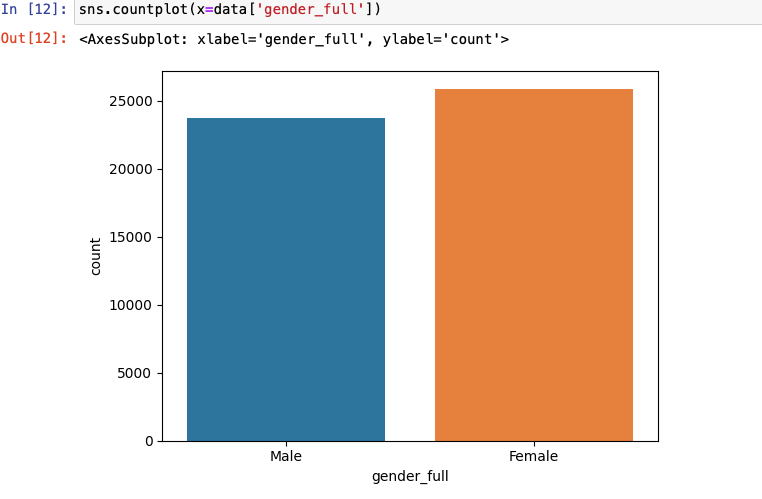 In [12]: sns.countplot(x=data['gender_full'])
Out[12]: <AxesSubplot: xlabel='gender_full', ylabel='count'>
25000
20000
15000
10000
5000
0
count
Male Female
gender_full